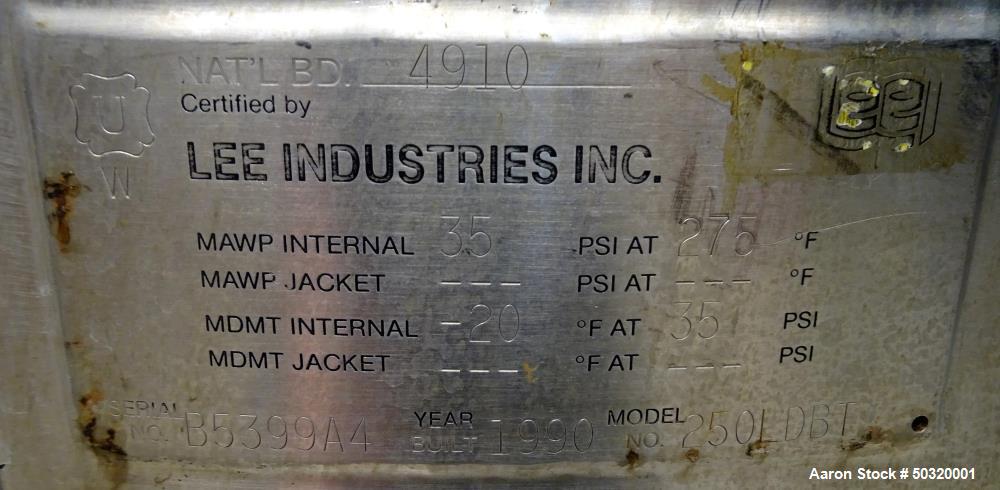 NAT'L BD. 4910
U
W
Certified by
LEE
LEE INDUSTRIES INC.
MAWP INTERNAL 35 PSI AT 275 °F
MAWP JACKET --- PSI AT --- °F
MDMT INTERNAL -20 °F AT 35 PSI
MDMT JACKET --- °F AT --- PSI
SERIAL NO. B5399A4 YEAR BUILT 1990 MODEL NO. 250LDBT
Aaron Stock # 50320001